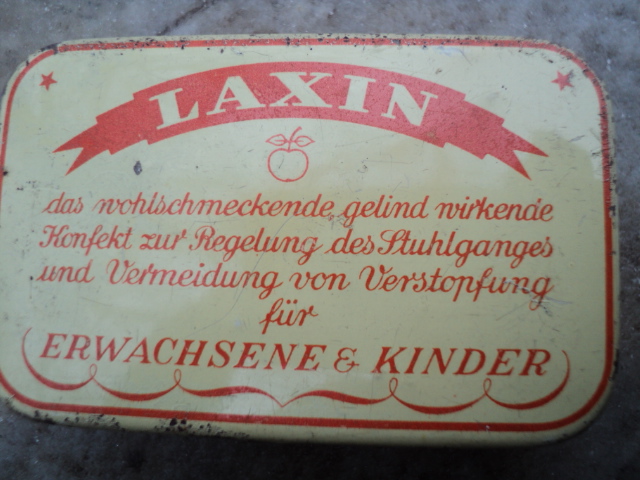 LAXIN
das wohlschmeckende, gelind wirkende
Konfekt zur Regelung des Stuhlganges
und Vermeidung von Verstopfung
für
ERWACHSENE & KINDER